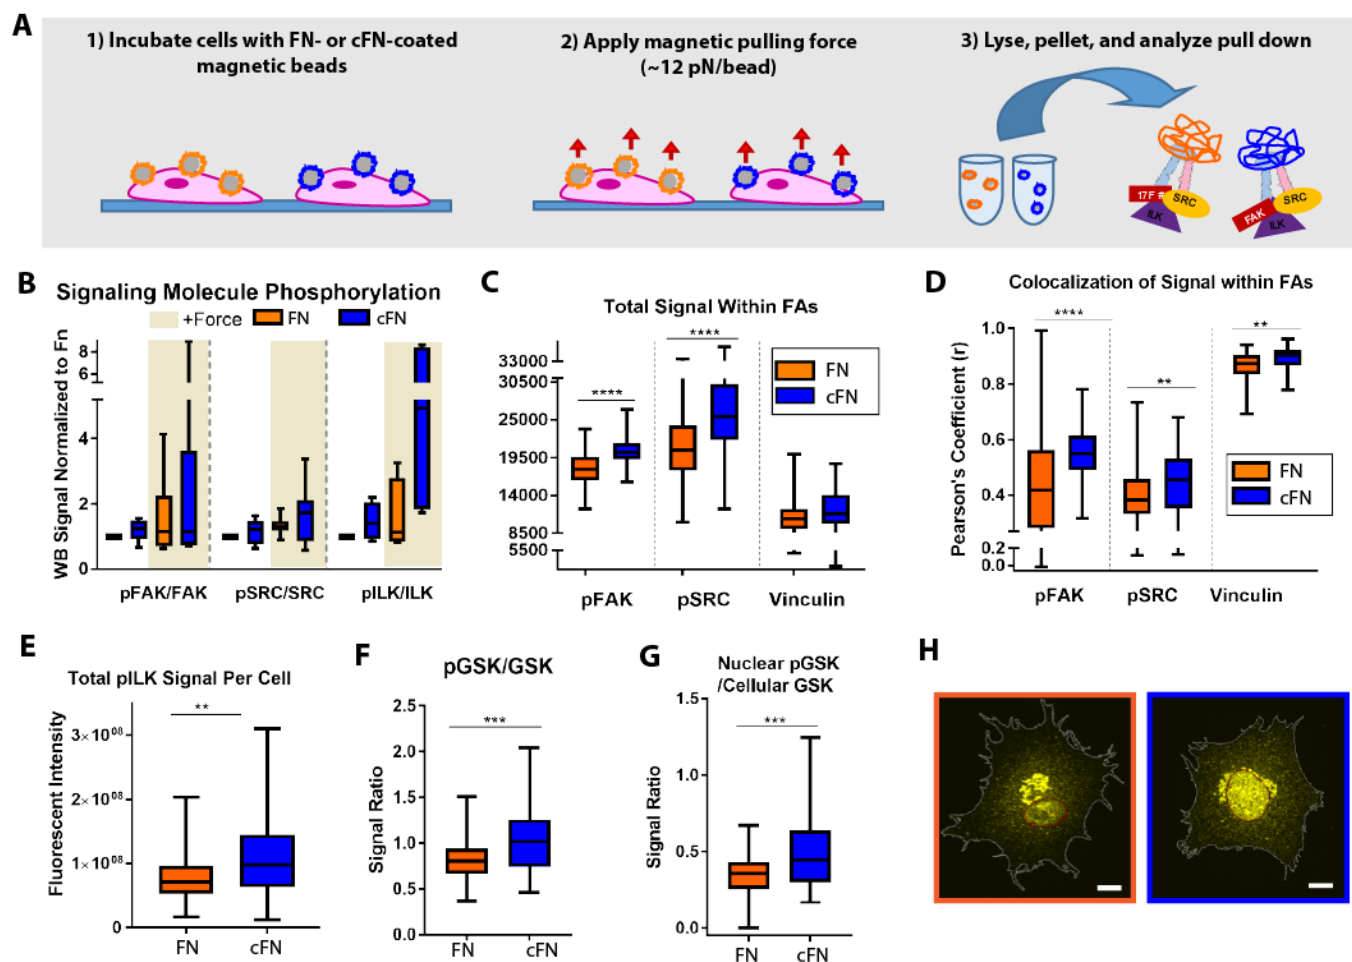 A
1) Incubate cells with FN- or cFN-coated
magnetic beads
2) Apply magnetic pulling force
(~12 pN/bead)
3) Lyse, pellet, and analyze pull down
17F #
SRC
ILK
FAK
SRC
ILK
B
Signaling Molecule Phosphorylation
+Force FN cFN
WB Signal Normalized to Fn
8
6
4
2
0
pFAK/FAK pSRC/SRC pILK/ILK
C
Total Signal Within FAs
****
****
FN
cFN
33000
30500
25000
19500
14000
8500
5500
pFAK pSRC Vinculin
D
Colocalization of Signal within FAs
****
**
**
Pearson's Coefficient (r)
1.0
0.8
0.6
0.4
0.2
0.0
FN
cFN
pFAK pSRC Vinculin
E
Total pILK Signal Per Cell
**
Fluorescent Intensity
3×10⁰⁸
2×10⁰⁸
1×10⁰⁸
0
FN cFN
F
pGSK/GSK
***
Signal Ratio
2.5
2.0
1.5
1.0
0.5
0.0
FN cFN
G
Nuclear pGSK
/Cellular GSK
***
Signal Ratio
1.5
1.0
0.5
0.0
FN cFN
H